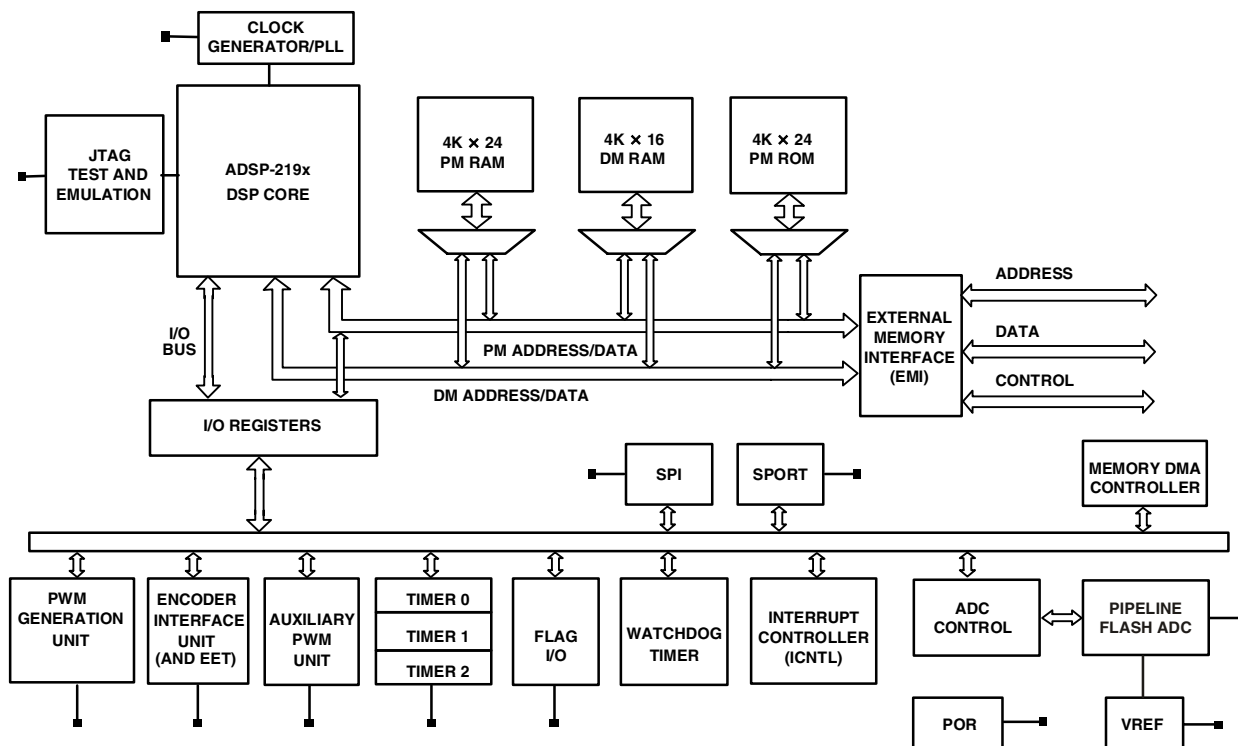 CLOCK
GENERATOR/PLL
JTAG
TEST AND
EMULATION
ADSP-219x
DSP CORE
4K × 24
PM RAM
4K × 16
DM RAM
4K × 24
PM ROM
I/O
BUS
PM ADDRESS/DATA
DM ADDRESS/DATA
EXTERNAL
MEMORY
INTERFACE
(EMI)
ADDRESS
DATA
CONTROL
I/O REGISTERS
SPI
SPORT
MEMORY DMA
CONTROLLER
PWM
GENERATION
UNIT
ENCODER
INTERFACE
UNIT
(AND EET)
AUXILIARY
PWM
UNIT
TIMER 0
TIMER 1
TIMER 2
FLAG
I/O
WATCHDOG
TIMER
INTERRUPT
CONTROLLER
(ICNTL)
ADC
CONTROL
PIPELINE
FLASH ADC
POR
VREF